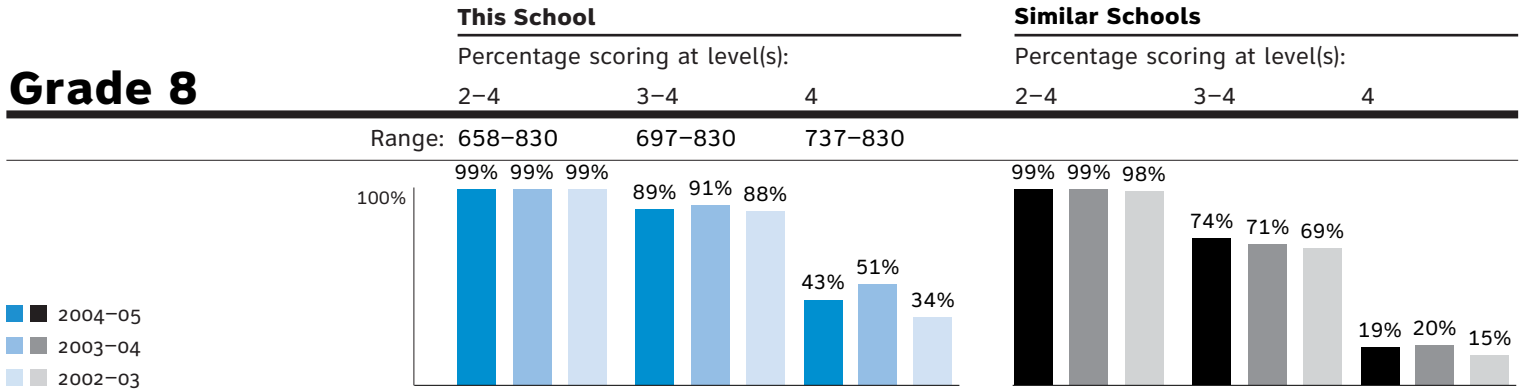 This School Similar Schools
Percentage scoring at level(s): Percentage scoring at level(s):
Grade 8 2–4 3–4 4 2–4 3–4 4
Range: 658–830 697–830 737–830
99% 99% 99% 89% 91% 88% 43% 51% 34% 99% 99% 98% 74% 71% 69% 19% 20% 15%
100%
2004–05
2003–04
2002–03